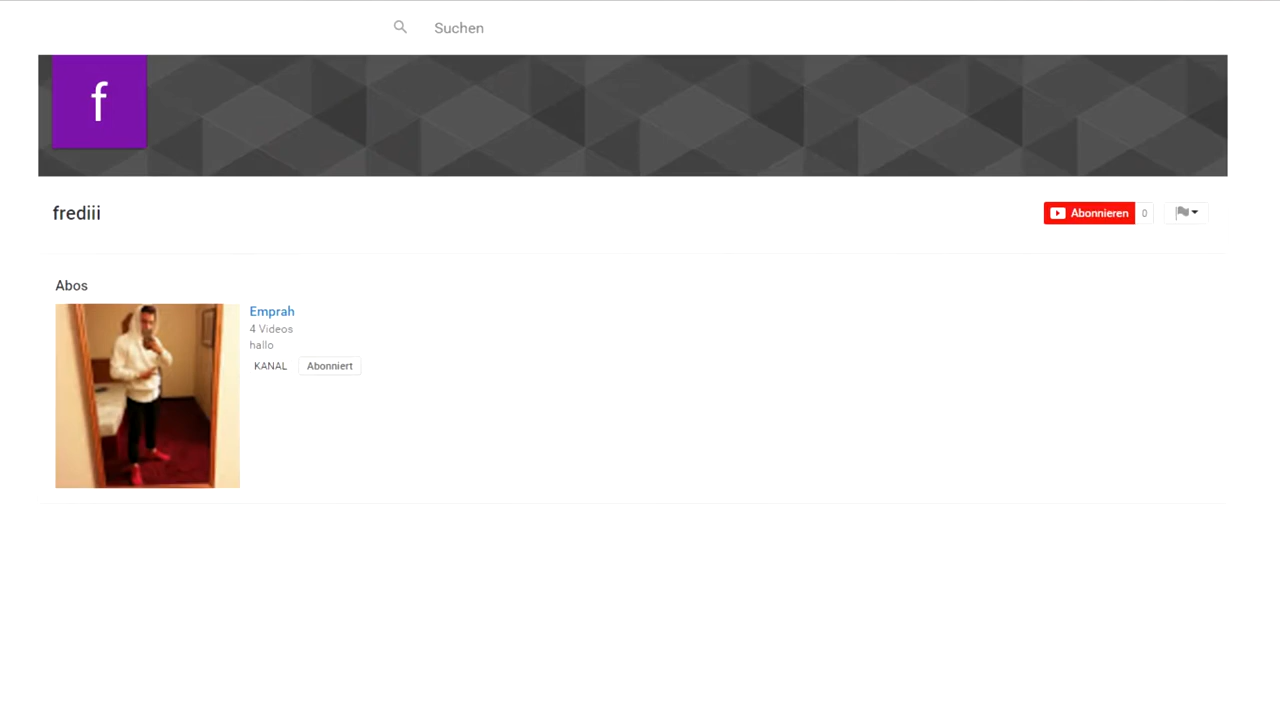 Suchen
f
frediii
Abonnieren 0
Abos
Emprah
4 Videos
hallo
KANAL Abonniert